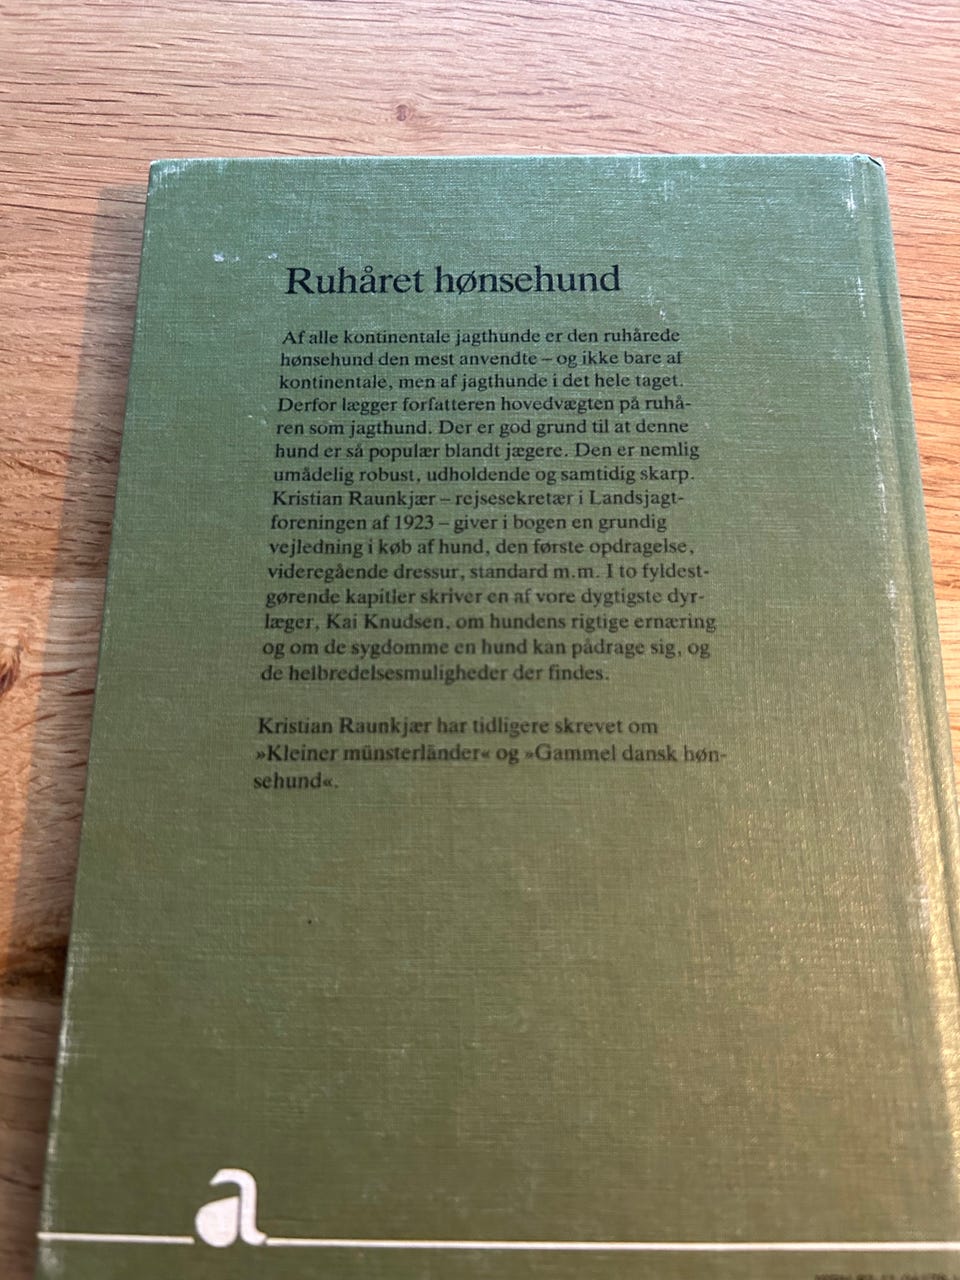 Ruhåret hønsehund
Af alle kontinentale jagthunde er den ruhårede
hønsehund den mest anvendte – og ikke bare af
kontinentale, men af jagthunde i det hele taget.
Derfor lægger forfatteren hovedvægten på ruhå-
ren som jagthund. Der er god grund til at denne
hund er så populær blandt jægere. Den er nemlig
umådelig robust, udholdende og samtidig skarp.
Kristian Raunkjær – rejsesekretær i Landsjagt-
foreningen af 1923 – giver i bogen en grundig
vejledning i køb af hund, den første opdragelse,
videregående dressur, standard m.m. I to fyldest-
gørende kapitler skriver en af vore dygtigste dyr-
læger, Kai Knudsen, om hundens rigtige ernæring
og om de sygdomme en hund kan pådrage sig, og
de helbredelsesmuligheder der findes.
Kristian Raunkjær har tidligere skrevet om
»Kleiner münsterländer« og »Gammel dansk høn-
sehund«.
a